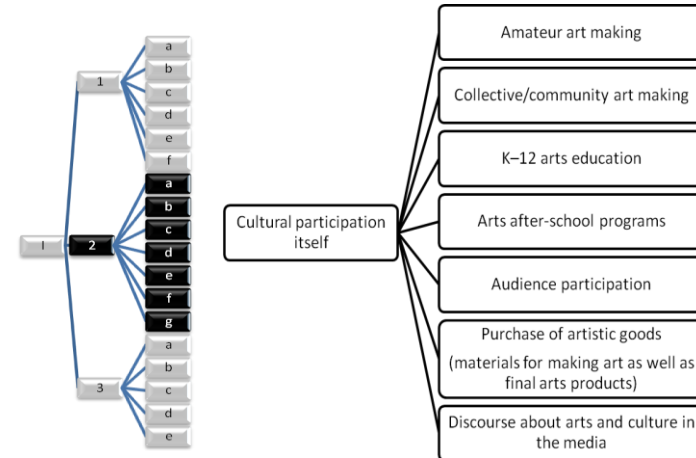 I
1
a
b
c
d
e
f
2
a
b
c
d
e
f
g
3
a
b
c
d
e
Cultural participation
itself
Amateur art making
Collective/community art making
K–12 arts education
Arts after-school programs
Audience participation
Purchase of artistic goods
(materials for making art as well as
final arts products)
Discourse about arts and culture in
the media